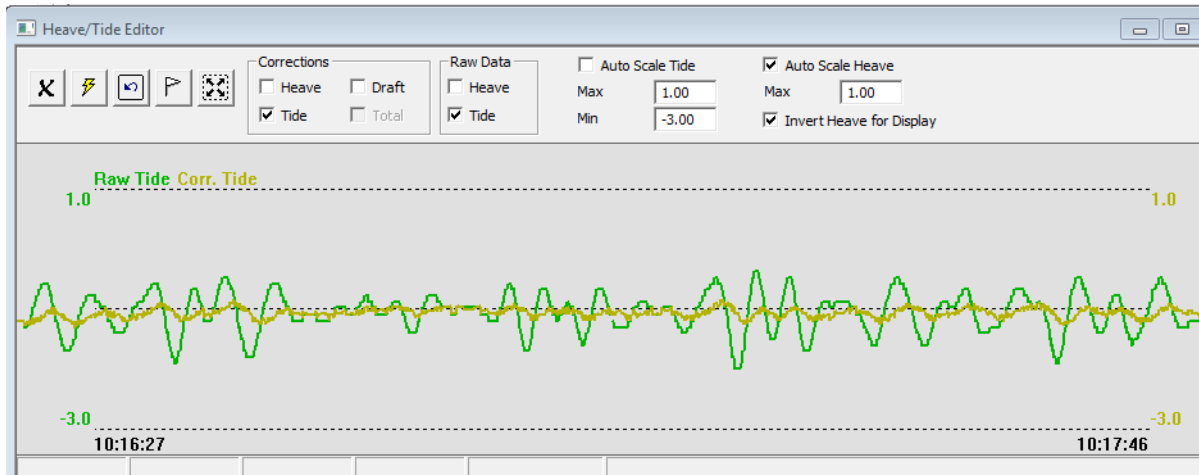 Heave/Tide Editor
Corrections
Heave
Draft
Tide
Total
Raw Data
Heave
Tide
Auto Scale Tide
Max 1.00
Min -3.00
Auto Scale Heave
Max 1.00
Invert Heave for Display
Raw Tide Corr. Tide
1.0 1.0
-3.0 -3.0
10:16:27 10:17:46